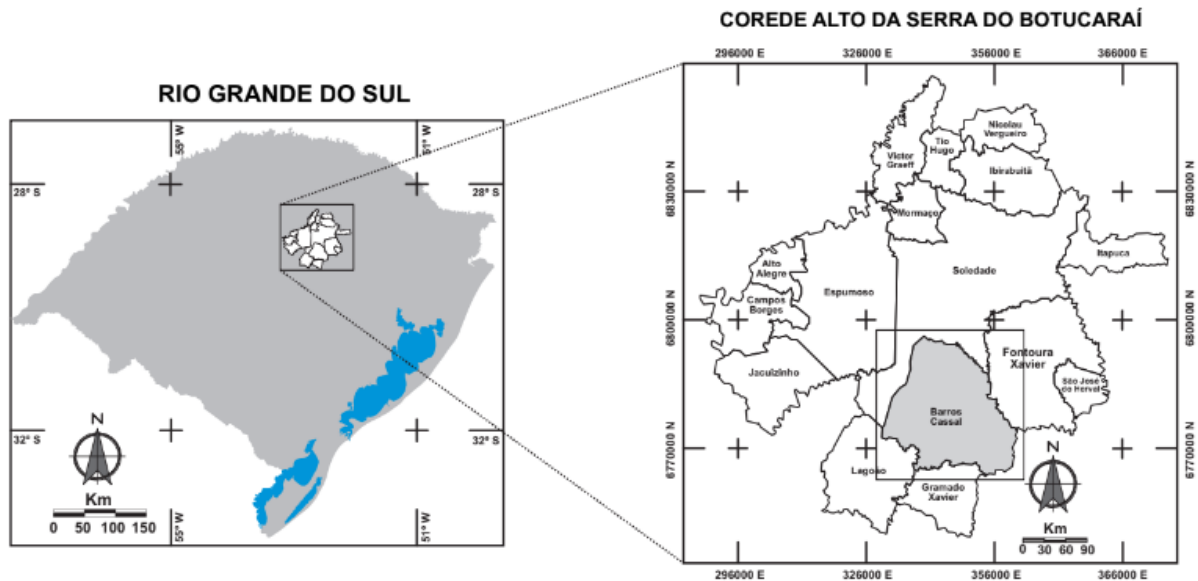 COREDE ALTO DA SERRA DO BOTUCARAÍ
RIO GRANDE DO SUL
55° W
51° W
28° S
28° S
32° S
32° S
N
Km
0 50 100 150
55° W
51° W
296000 E
326000 E
356000 E
366000 E
6830000 N
6830000 N
6800000 N
6800000 N
6770000 N
6770000 N
Nicolau
Vergueiro
Tio
Hugo
Victor
Graeff
Ibirabuitã
Mormaço
Itapuca
Alto
Alegre
Soledade
Espumoso
Campos
Borges
Fontoura
Xavier
Jacuizinho
São José
do Herval
Barros
Cassal
Lagoão
Gramado
Xavier
N
Km
0 30 60 90
296000 E
326000 E
356000 E
366000 E